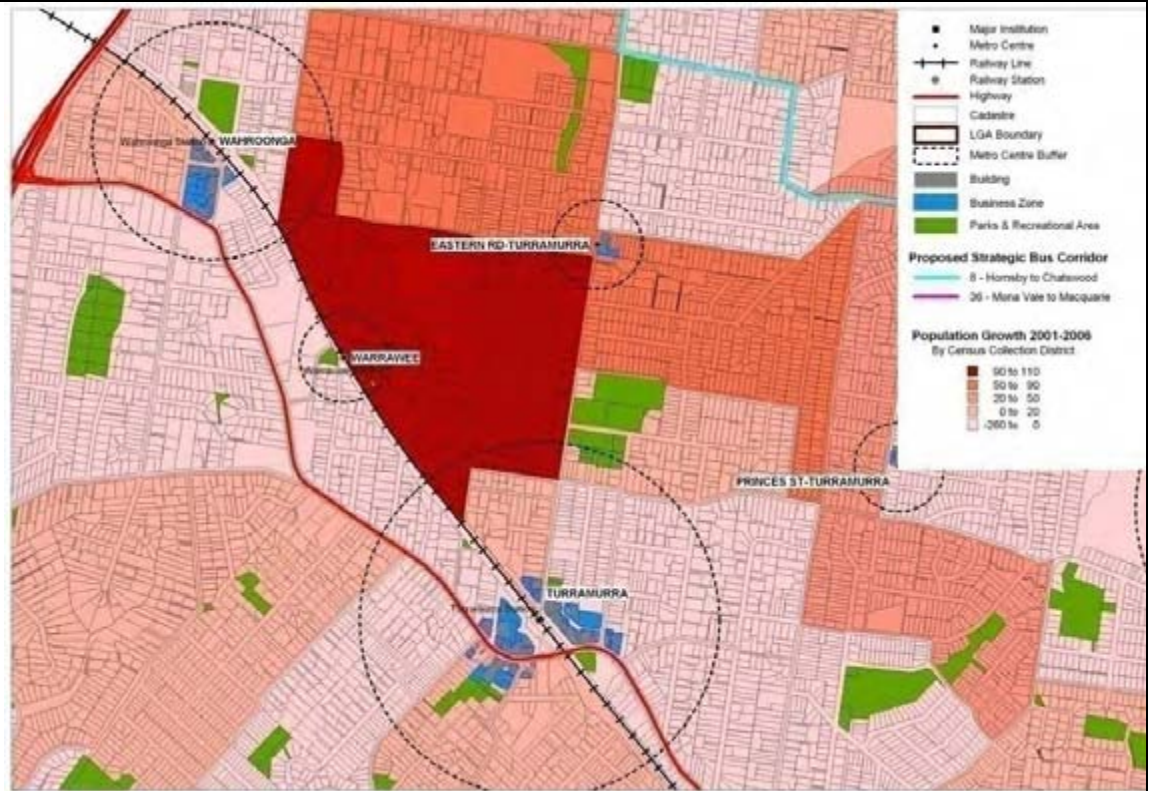 Major Institution
Metro Centre
Railway Line
Railway Station
Highway
Cadastre
LGA Boundary
Metro Centre Buffer
Building
Business Zone
Parks & Recreational Area
Proposed Strategic Bus Corridor
8 - Hornsby to Chatswood
36 - Mona Vale to Macquarie
Population Growth 2001-2006
By Census Collection District
90 to 110
50 to 90
20 to 50
0 to 20
-260 to 0
WAHROONGA
EASTERN RD-TURRAMURRA
WARRAWEE
PRINCES ST-TURRAMURRA
TURRAMURRA